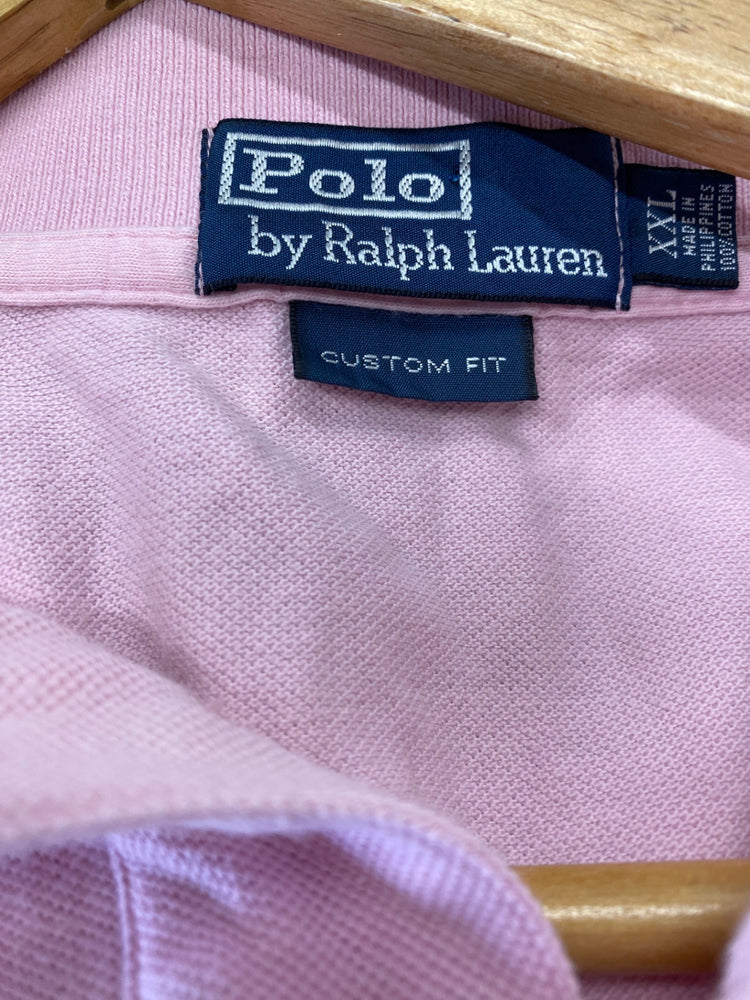 Polo
by Ralph Lauren
XXL
MADE IN
PHILIPPINES
100% COTTON
CUSTOM FIT